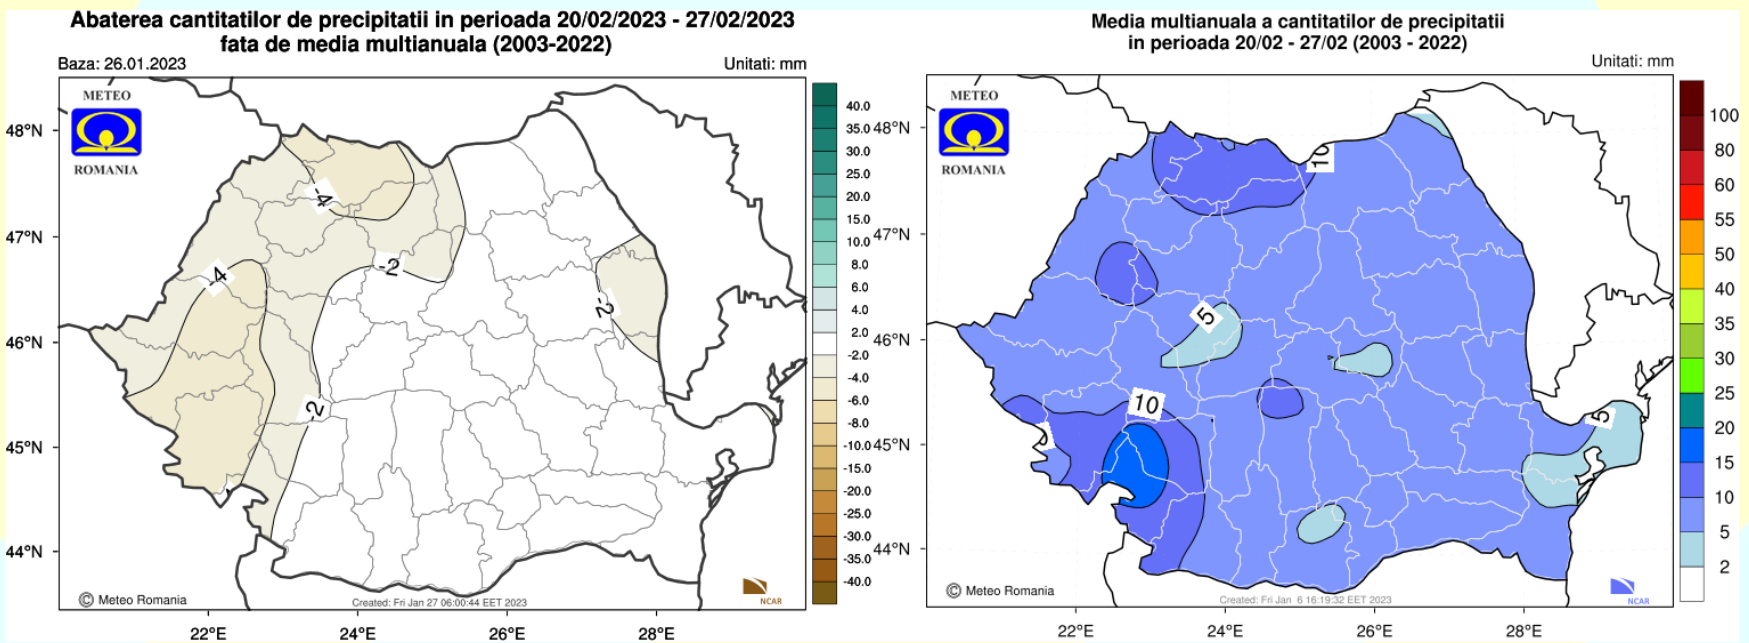 Abaterea cantitatilor de precipitatii in perioada 20/02/2023 - 27/02/2023
fata de media multianuala (2003-2022)
Baza: 26.01.2023
Unitati: mm
METEO
ROMANIA
48°N
47°N
46°N
45°N
44°N
-4
-4
-2
-2
-2
40.0
35.0
30.0
25.0
20.0
15.0
10.0
8.0
6.0
4.0
2.0
-2.0
-4.0
-6.0
-8.0
-10.0
-15.0
-20.0
-25.0
-30.0
-35.0
-40.0
© Meteo Romania
Created: Fri Jan 27 06:00:44 EET 2023
NCAR
22°E
24°E
26°E
28°E
Media multianuala a cantitatilor de precipitatii
in perioada 20/02 - 27/02 (2003 - 2022)
Unitati: mm
METEO
ROMANIA
48°N
47°N
46°N
45°N
44°N
10
5
10
5
100
80
60
55
50
40
35
30
25
20
15
10
5
2
© Meteo Romania
Created: Fri Jan 6 16:19:32 EET 2023
NCAR
22°E
24°E
26°E
28°E